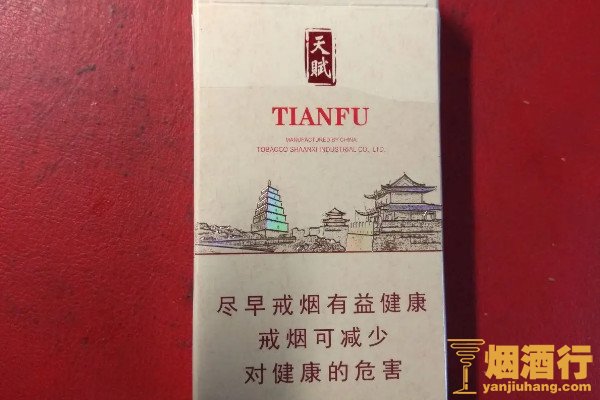 天賦
TIANFU
MANUFACTURED BY CHINA
TOBACCO SHAANXI INDUSTRIAL CO., LTD.
尽早戒烟有益健康
戒烟可减少
对健康的危害
烟酒行
yanjiuhang.com